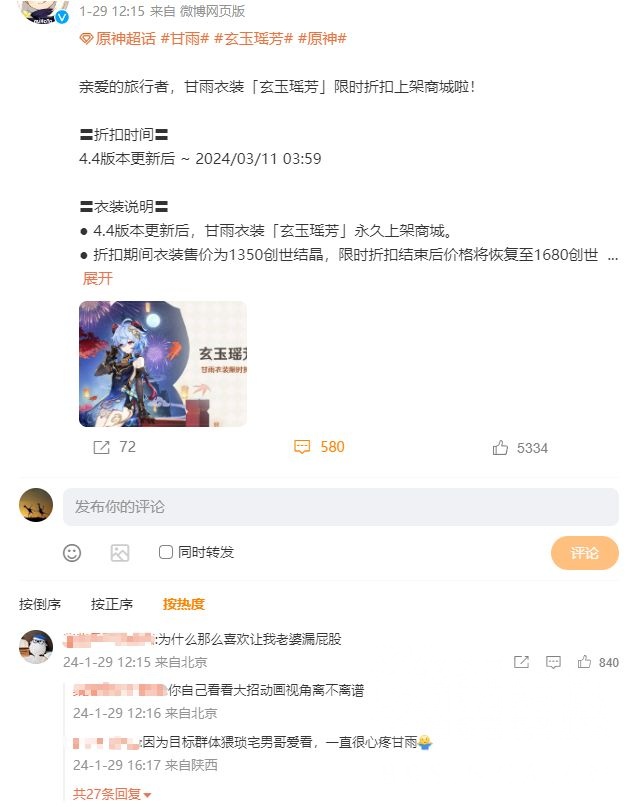 1-29 12:15 来自 微博网页版
原神超话 #甘雨# #玄玉瑶芳# #原神#
亲爱的旅行者，甘雨衣装「玄玉瑶芳」限时折扣上架商城啦！
〓折扣时间〓
4.4版本更新后 ~ 2024/03/11 03:59
〓衣装说明〓
● 4.4版本更新后，甘雨衣装「玄玉瑶芳」永久上架商城。
● 折扣期间衣装售价为1350创世结晶，限时折扣结束后价格将恢复至1680创世 ...
展开
玄玉瑶芳
甘雨衣装限时折
72
580
5334
发布你的评论
同时转发
评论
按倒序 按正序 按热度
:为什么那么喜欢让我老婆漏屁股
24-1-29 12:15 来自北京
840
你自己看看大招动画视角离不离谱
24-1-29 12:16 来自北京
:因为目标群体猥琐宅男哥爱看，一直很心疼甘雨
24-1-29 16:17 来自陕西
共27条回复